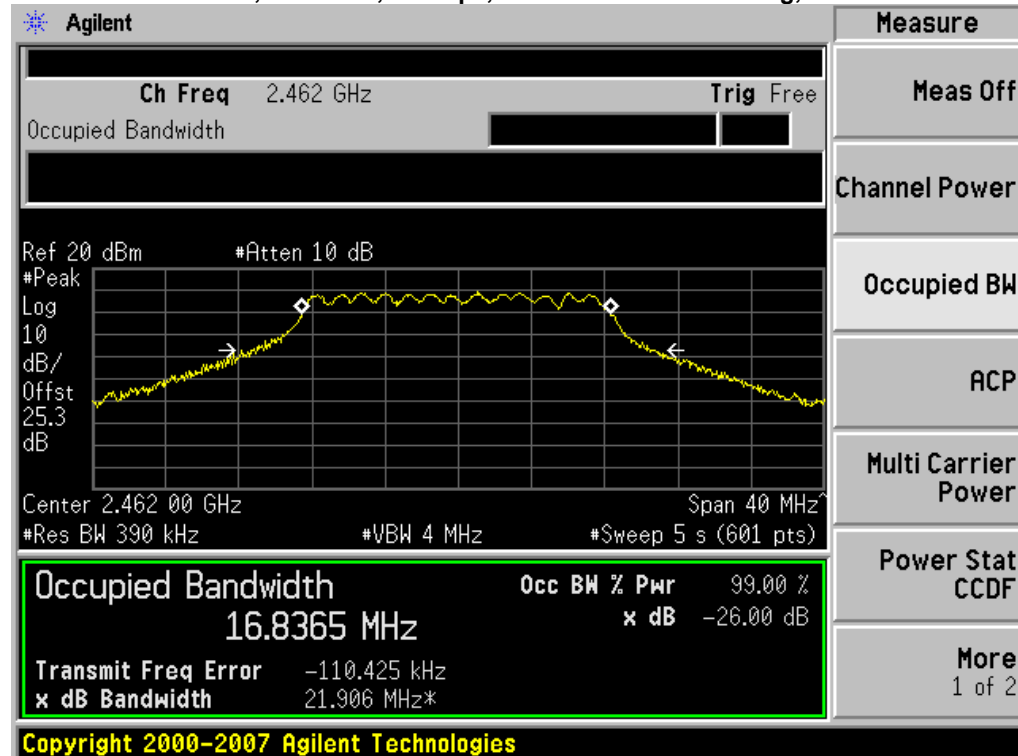 Agilent
Measure
Ch Freq 2.462 GHz Trig Free
Occupied Bandwidth
Meas Off
Channel Power
Ref 20 dBm #Atten 10 dB
#Peak
Log
10
dB/
Offst
25.3
dB
Occupied BW
ACP
Multi Carrier
Power
Center 2.462 00 GHz Span 40 MHz^
#Res BW 390 kHz #VBW 4 MHz #Sweep 5 s (601 pts)
Occupied Bandwidth Occ BW % Pwr 99.00 %
16.8365 MHz x dB -26.00 dB
Transmit Freq Error -110.425 kHz
x dB Bandwidth 21.906 MHz*
Power Stat
CCDF
More
1 of 2
Copyright 2000-2007 Agilent Technologies